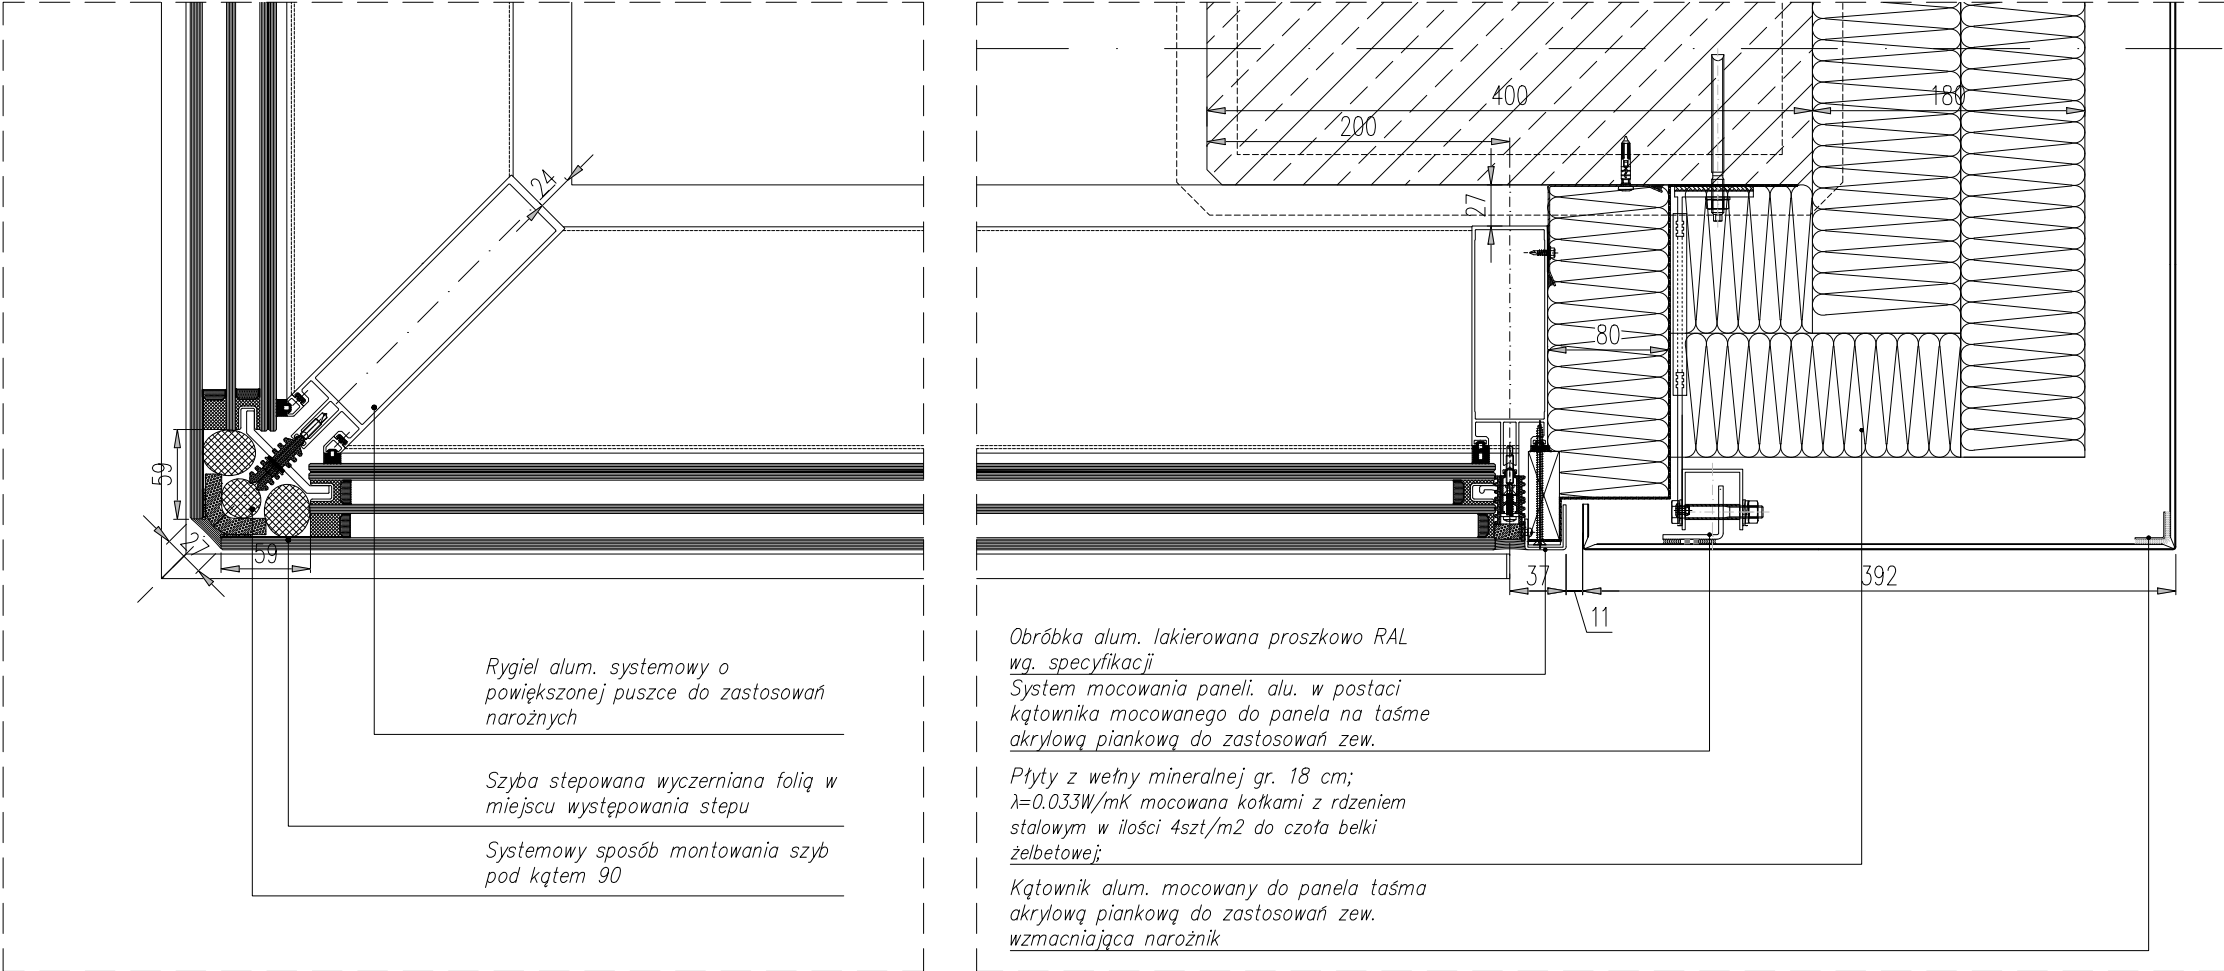 400
180
200
24
27
80
59
27
59
37
392
11
Rygiel alum. systemowy o
powiększonej puszce do zastosowań
narożnych
Szyba stepowana wyczerniana folią w
miejscu występowania stepu
Systemowy sposób montowania szyb
pod kątem 90
Obróbka alum. lakierowana proszkowo RAL
wg. specyfikacji
System mocowania paneli. alu. w postaci
kątownika mocowanego do panela na taśme
akrylową piankową do zastosowań zew.
Płyty z wełny mineralnej gr. 18 cm;
λ=0.033W/mK mocowana kołkami z rdzeniem
stalowym w ilości 4szt/m2 do czoła belki
żelbetowej;
Kątownik alum. mocowany do panela taśma
akrylową piankową do zastosowań zew.
wzmacniająca narożnik